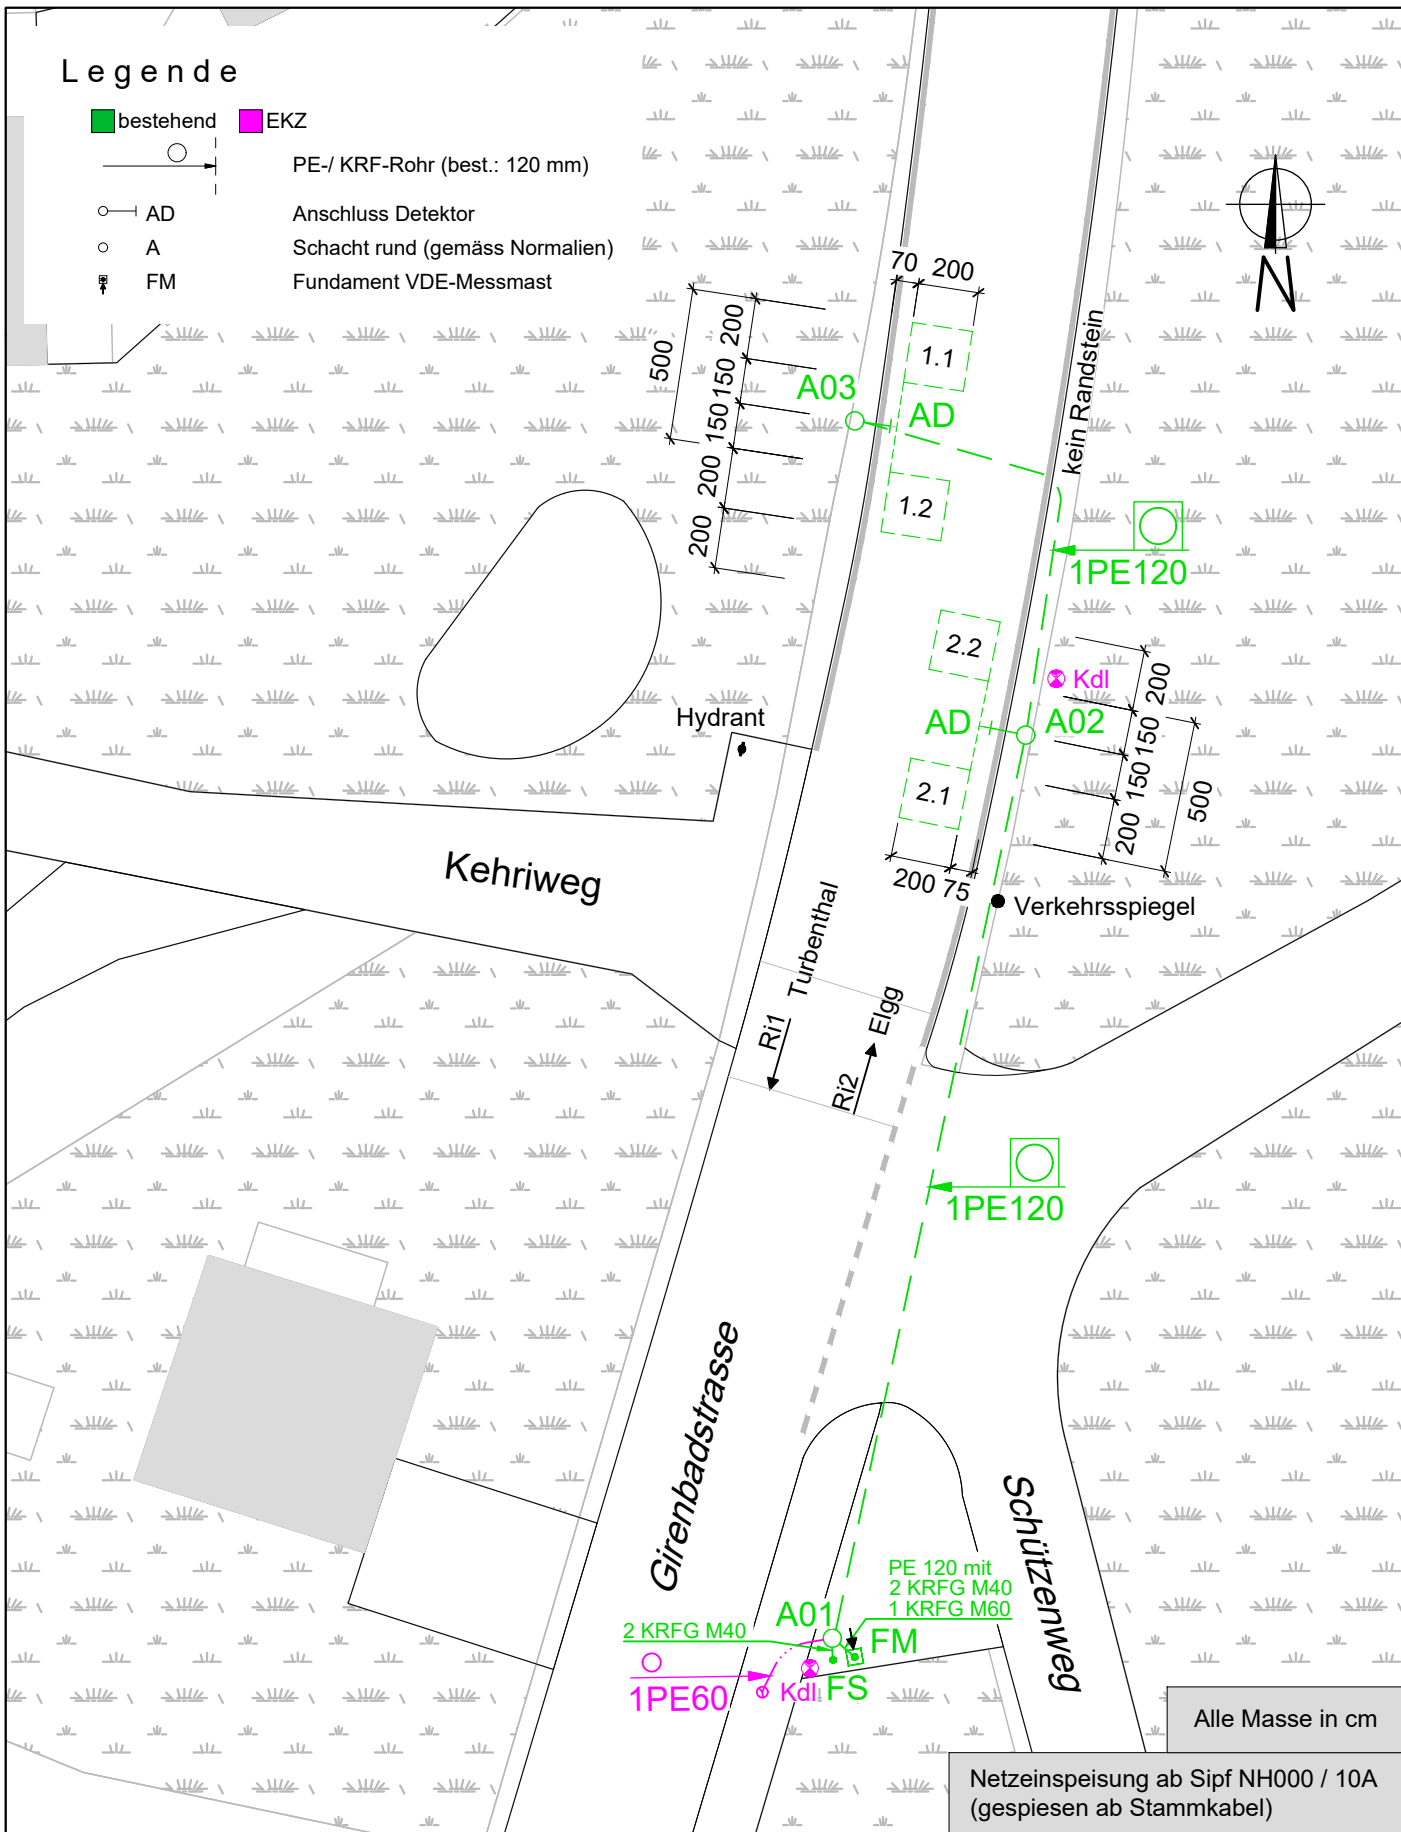 Legende
bestehend EKZ
PE-/ KRF-Rohr (best.: 120 mm)
AD Anschluss Detektor
A Schacht rund (gemäss Normalien)
FM Fundament VDE-Messmast
N
70 200
500
200
150
150
200
200
1.1
A03
AD
1.2
kein Randstein
1PE120
2.2
Kdl
AD
A02
2.1
200
150
150
200
500
200 75
Hydrant
Kehriweg
Verkehrsspiegel
Turbenthal
Ri1
Elgg
Ri2
1PE120
Girenbadstrasse
Schützenweg
PE 120 mit
2 KRFG M40
1 KRFG M60
A01
2 KRFG M40
FM
1PE60
Kdl
FS
Alle Masse in cm
Netzeinspeisung ab Sipf NH000 / 10A
(gespiesen ab Stammkabel)